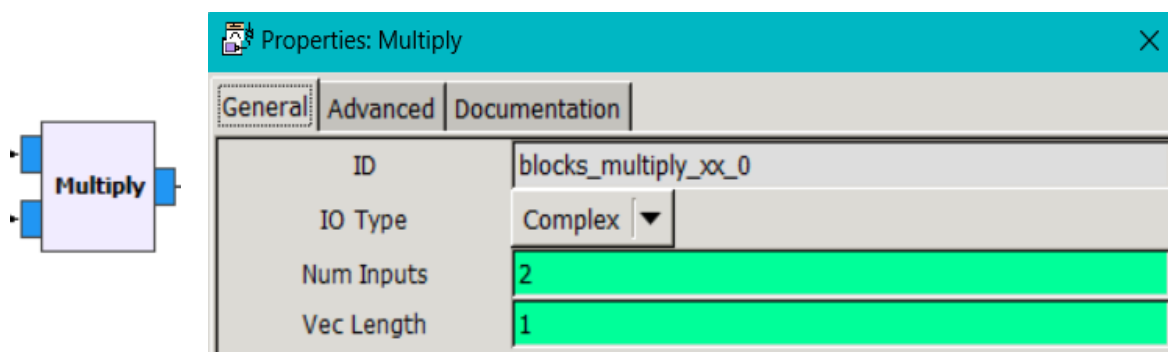 Multiply
Properties: Multiply
General Advanced Documentation
ID blocks_multiply_xx_0
IO Type Complex
Num Inputs 2
Vec Length 1